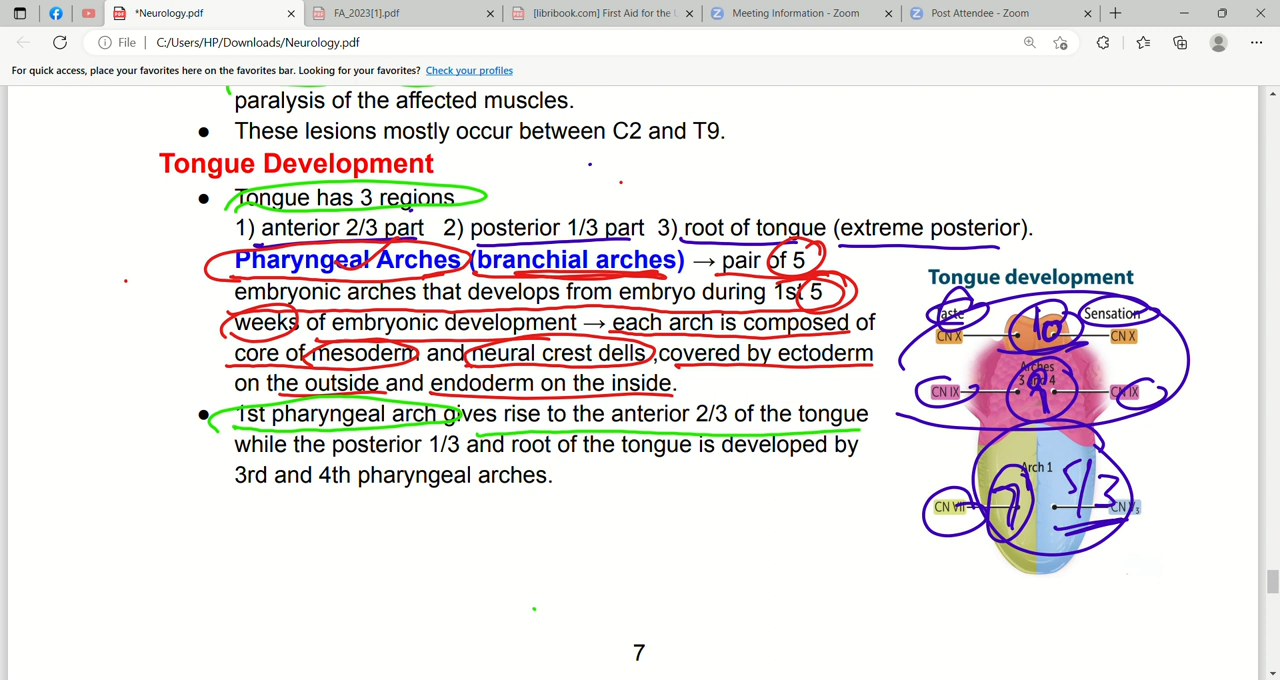 *Neurology.pdf
FA_2023[1].pdf
[libribook.com] First Aid for the
Meeting Information - Zoom
Post Attendee - Zoom
File
C:/Users/HP/Downloads/Neurology.pdf
For quick access, place your favorites here on the favorites bar. Looking for your favorites? Check your profiles
paralysis of the affected muscles.
● These lesions mostly occur between C2 and T9.
Tongue Development
● Tongue has 3 regions
1) anterior 2/3 part 2) posterior 1/3 part 3) root of tongue (extreme posterior).
Pharyngeal Arches (branchial arches) → pair of 5
embryonic arches that develops from embryo during 1st 5
weeks of embryonic development → each arch is composed of
core of mesoderm and neural crest dells ,covered by ectoderm
on the outside and endoderm on the inside.
● 1st pharyngeal arch gives rise to the anterior 2/3 of the tongue
while the posterior 1/3 and root of the tongue is developed by
3rd and 4th pharyngeal arches.
Tongue development
Taste
Sensation
CN X
10
CN X
Arches
3 and 4
CN IX
9
CN IX
Arch 1
CN VII
7
5/3
CN V3
7